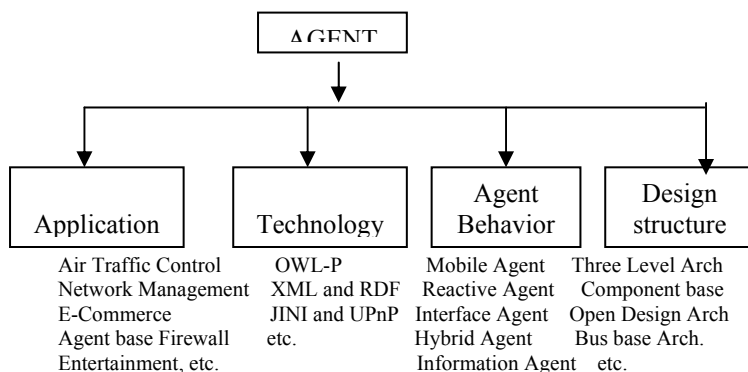 AGENT
Application
Technology
Agent
Behavior
Design
structure
Air Traffic Control
Network Management
E-Commerce
Agent base Firewall
Entertainment, etc.
OWL-P
XML and RDF
JINI and UPnP
etc.
Mobile Agent
Reactive Agent
Interface Agent
Hybrid Agent
Information Agent
Three Level Arch
Component base
Open Design Arch
Bus base Arch.
etc.